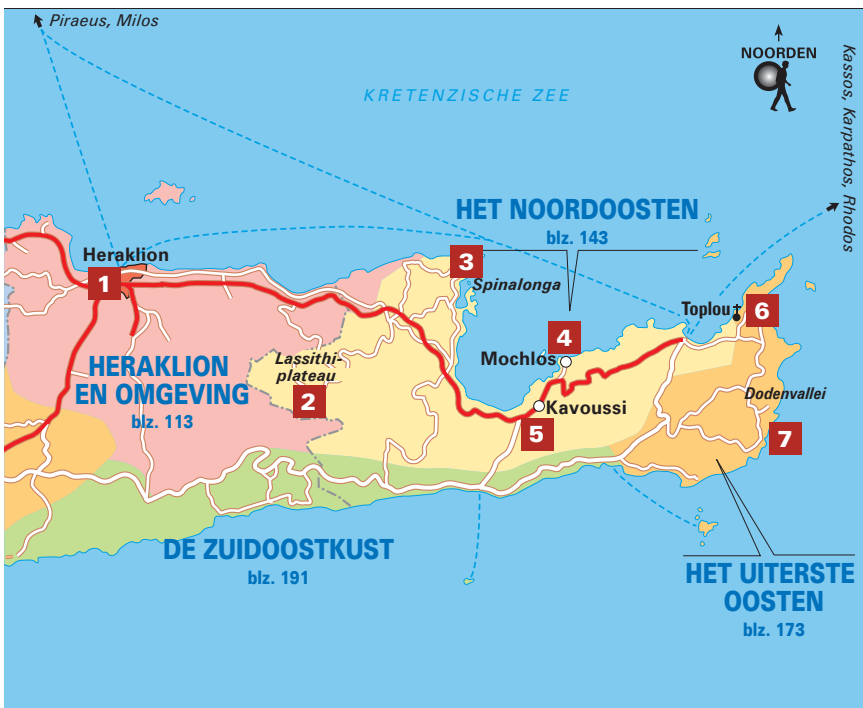 Piraeus, Milos
NOORDEN
Kassos, Karpathos, Rhodos
KRETENZISCHE ZEE
HET NOORDOOSTEN
blz. 143
Heraklion
1
3
Spinalonga
Toplou
6
4
Mochlos
HERAKLION
EN OMGEVING
blz. 113
Lassithi-
plateau
2
Dodenvallei
Kavoussi
5
7
DE ZUIDOOSTKUST
blz. 191
HET UITERSTE
OOSTEN
blz. 173